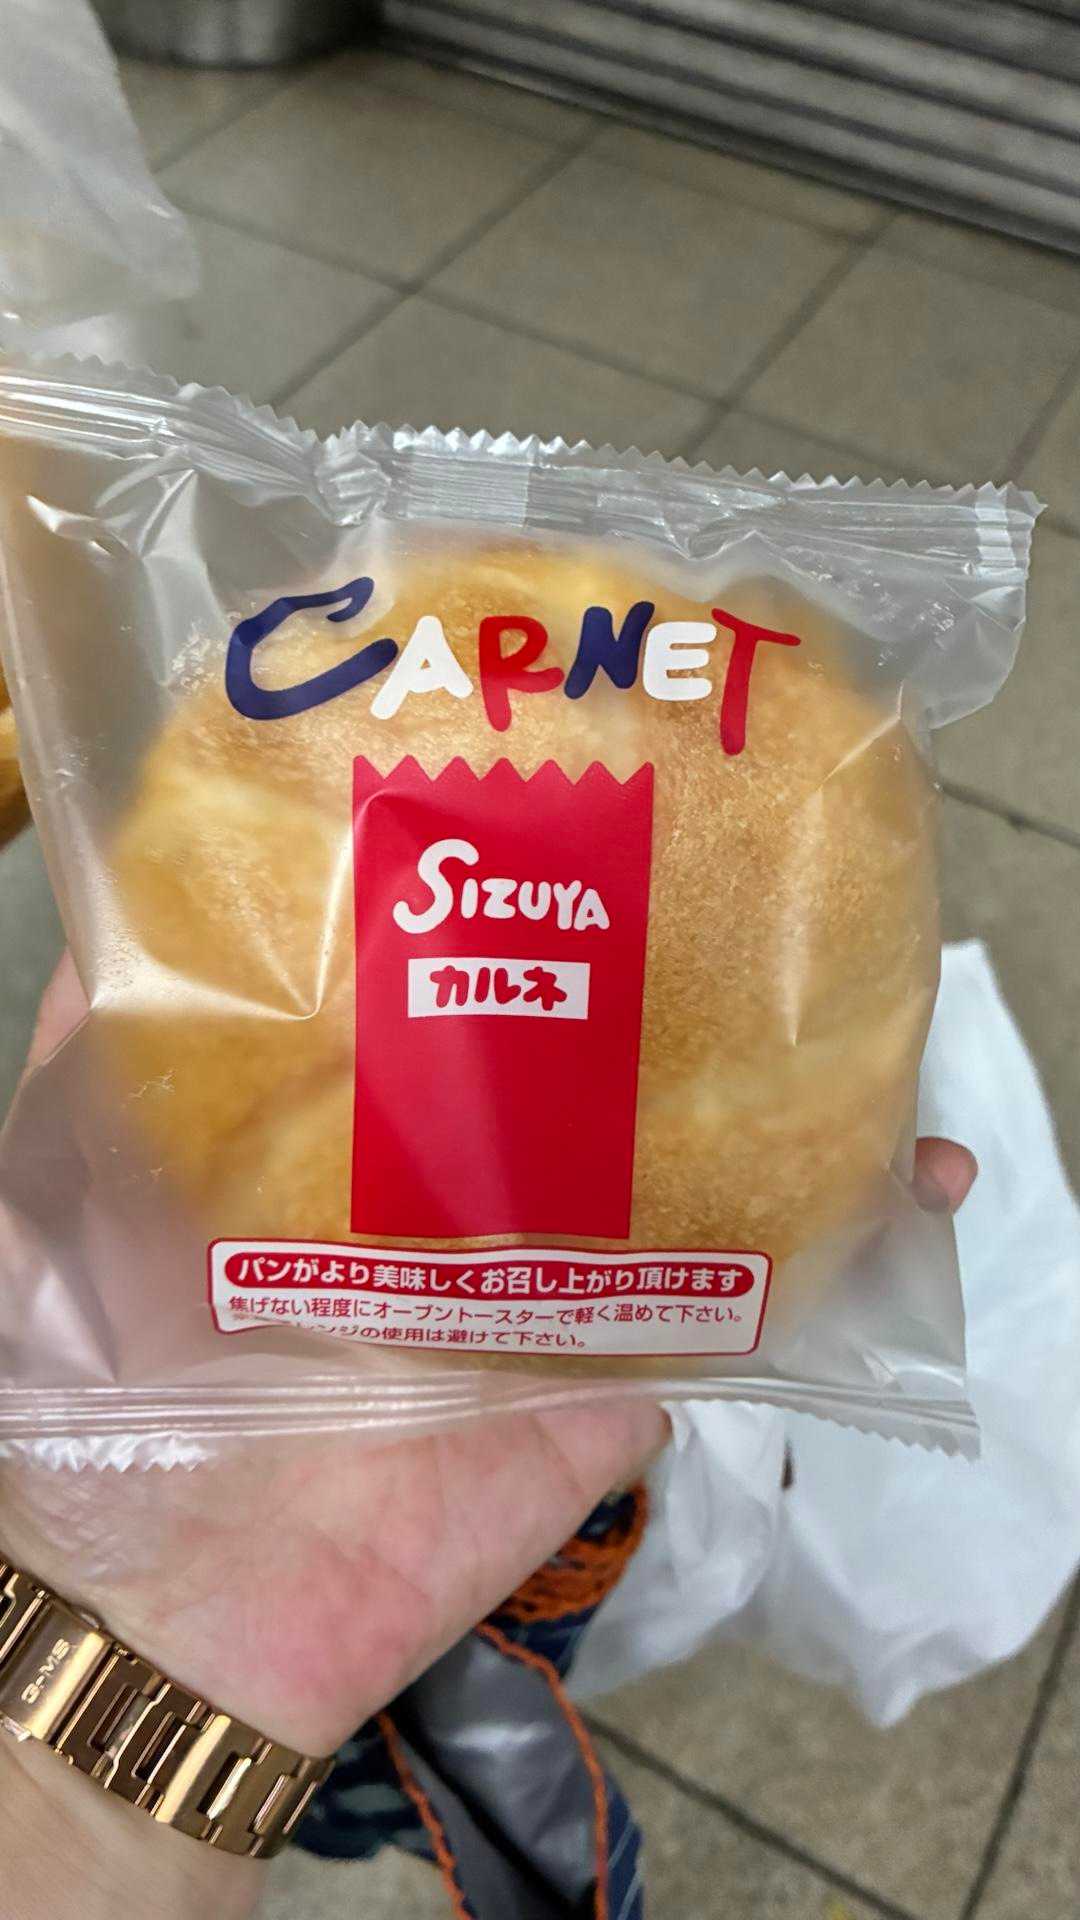 CARNET
SIZUYA
カルネ
パンがより美味しくお召し上がり頂けます
焦げない程度にオーブントースターで軽く温めて下さい。
レンジの使用は避けて下さい。
G-MS